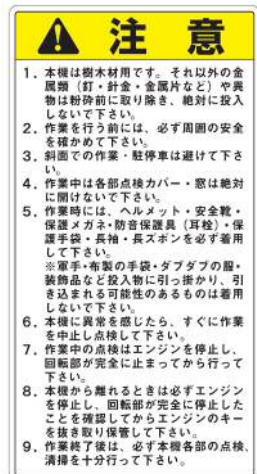 注意
1. 本機は樹木材用です。それ以外の金
属類（釘・針金・金属片など）や異
物は粉砕前に取り除き、絶対に投入
しないで下さい。
2. 作業を行う前には、必ず周囲の安全
を確かめて下さい。
3. 斜面での作業・駐停車は避けて下さ
い。
4. 作業中は各部点検カバー・窓は絶対
に開けないで下さい。
5. 作業時には、ヘルメット・安全靴・
保護メガネ・防音保護具（耳栓）・保
護手袋・長袖・長ズボンを必ず着用
して下さい。
※軍手・布製の手袋・ダブダブの服・
装飾品など投入物に引っ掛かり、引
き込まれる可能性のあるものは着用
しないで下さい。
6. 本機に異常を感じたら、すぐに作業
を中止し点検して下さい。
7. 作業中の点検はエンジンを停止し、
回転部が完全に止まってから行って
下さい。
8. 本機から離れるときは必ずエンジン
を停止し、回転部が完全に停止した
ことを確認してからエンジンのキー
を抜き取り保管して下さい。
9. 作業終了後は、必ず本機各部の点検、
清掃を十分行って下さい。